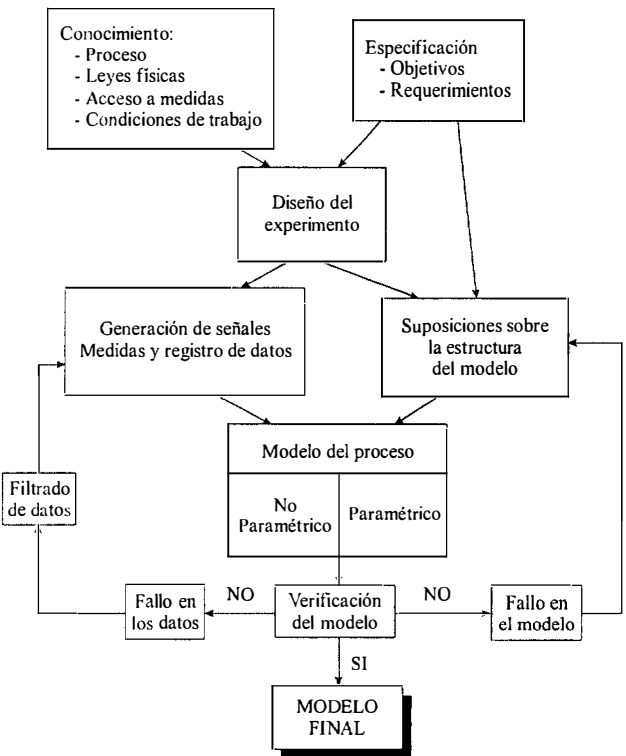 Conocimiento:
- Proceso
- Leyes físicas
- Acceso a medidas
- Condiciones de trabajo
Especificación
- Objetivos
- Requerimientos
Diseño del
experimento
Generación de señales
Medidas y registro de datos
Suposiciones sobre
la estructura
del modelo
Modelo del proceso
No
Paramétrico
Paramétrico
Filtrado
de datos
Fallo en
los datos
NO
Verificación
del modelo
NO
Fallo en
el modelo
SI
MODELO
FINAL